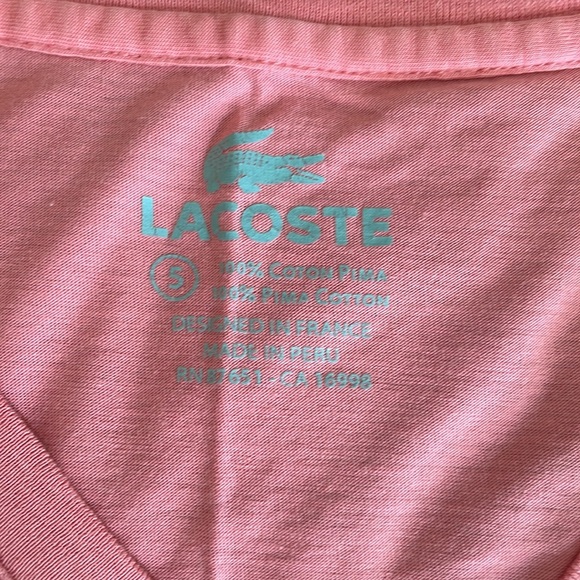 LACOSTE
5
100% COTON PIMA
100% PIMA COTTON
DESIGNED IN FRANCE
MADE IN PERU
RN 87651 - CA 16998